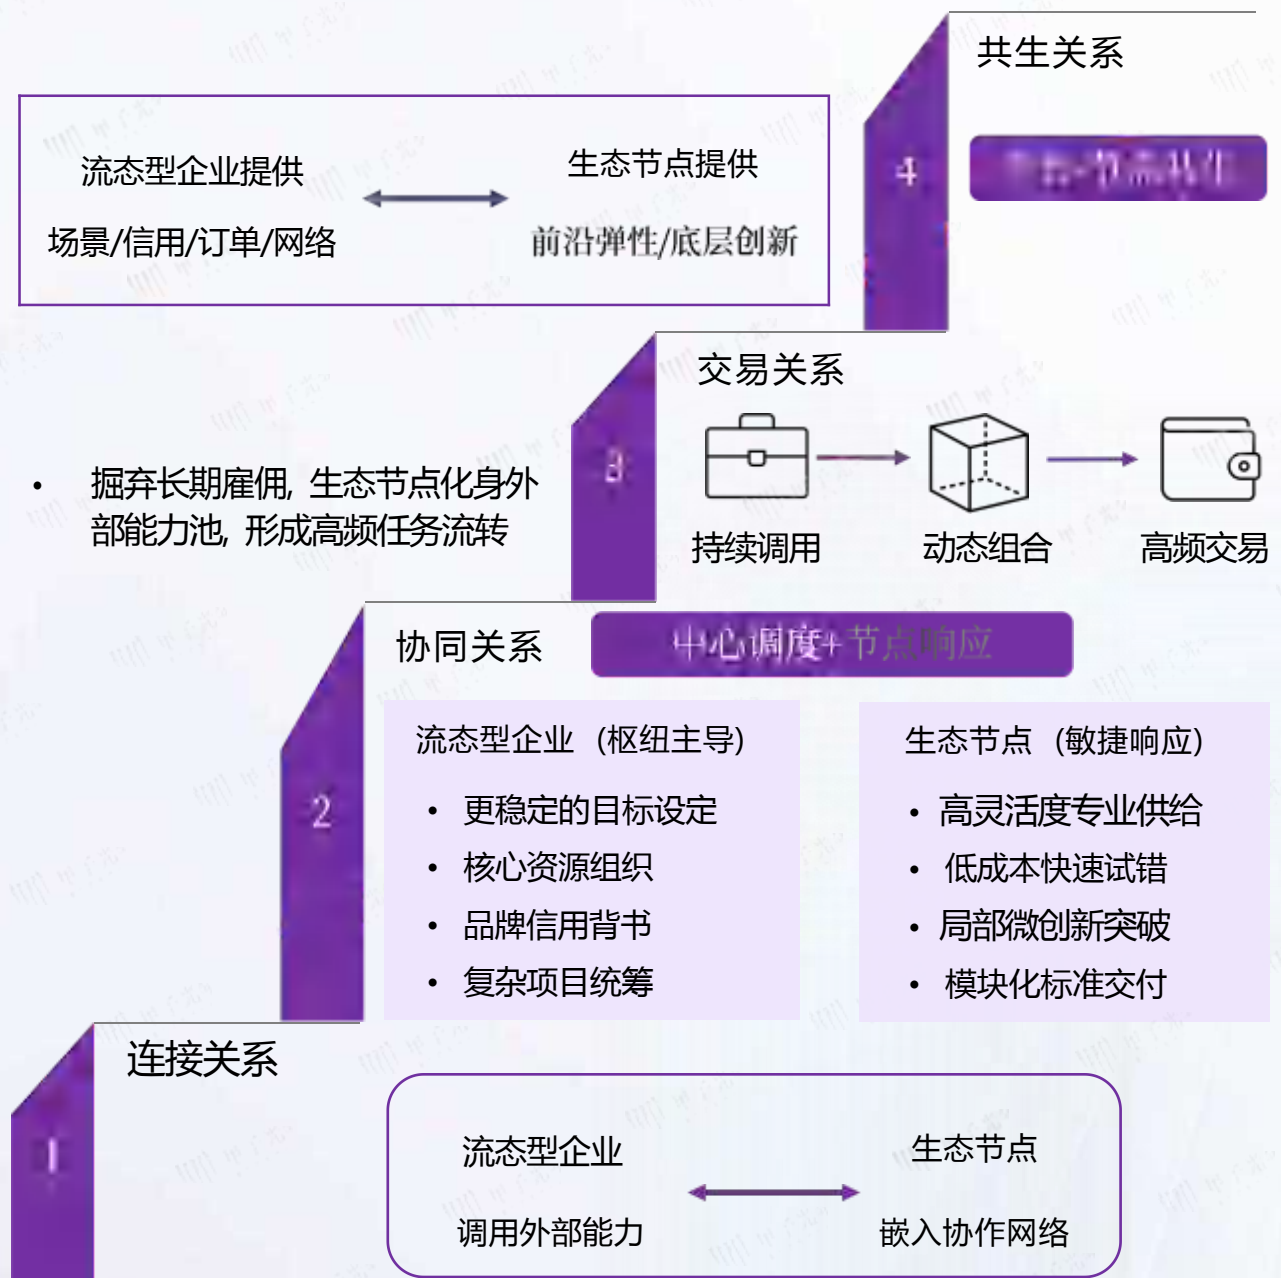 共生关系
4
流态型企业提供
生态节点提供
场景/信用/订单/网络
前沿弹性/底层创新
交易关系
3
• 掘弃长期雇佣, 生态节点化身外
部能力池, 形成高频任务流转
持续调用
动态组合
高频交易
协同关系
中心调度+节点响应
2
流态型企业 (枢纽主导)
• 更稳定的目标设定
• 核心资源组织
• 品牌信用背书
• 复杂项目统筹
生态节点 (敏捷响应)
• 高灵活度专业供给
• 低成本快速试错
• 局部微创新突破
• 模块化标准交付
连接关系
1
流态型企业
生态节点
调用外部能力
嵌入协作网络